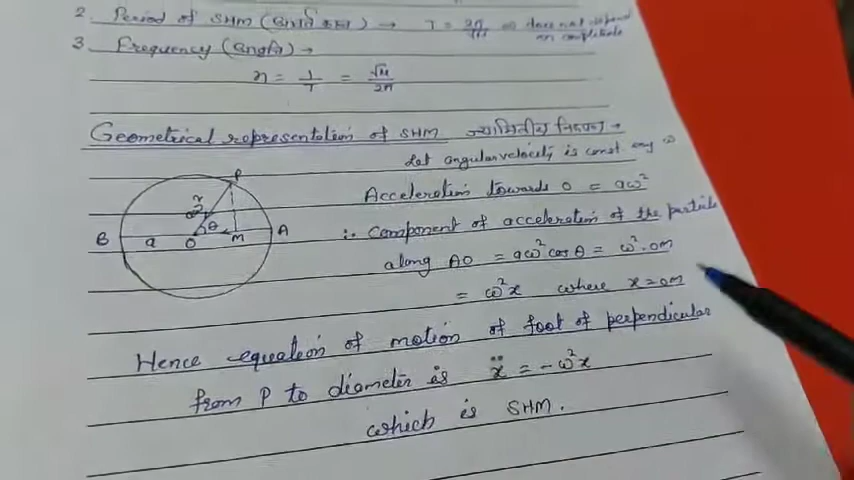 2. Period of SHM (आवर्त काल) → T = 2π/√μ ⇒ does not depend
on amplitude
3. Frequency (आवृत्ति) →
n = 1/T = √μ/2π
Geometrical representation of SHM ज्यामितीय निरूपण →
let angular velocity is const ω
P
Acceleration towards O = aω²
B a O θ M A
∴ Component of acceleration of the particle
along AO = aω² cos θ = ω². OM
= ω²x where x = OM
Hence equation of motion of foot of perpendicular
from P to diameter is ẍ = -ω²x
which is SHM.